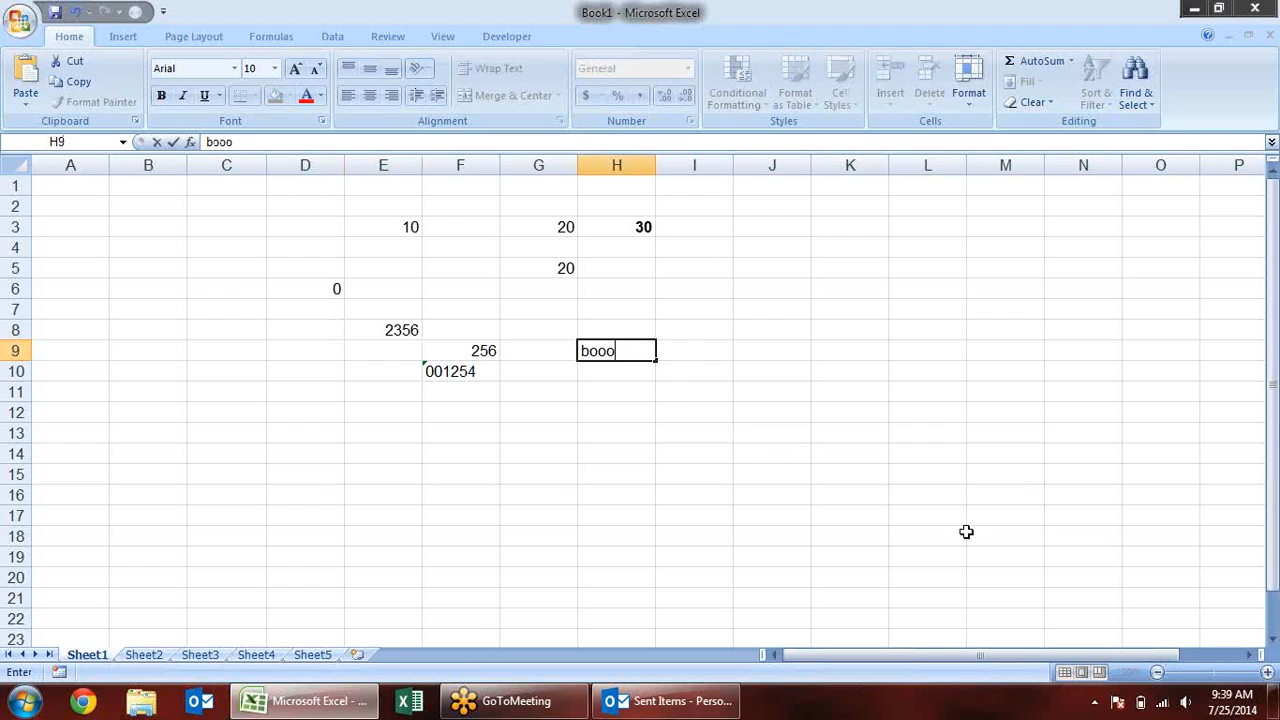 Book1 - Microsoft Excel
Home Insert Page Layout Formulas Data Review View Developer
Paste Cut Copy Format Painter Clipboard
Arial 10 B I U A Font
Wrap Text Merge & Center Alignment
General $ % , Number
Conditional Formatting Format as Table Cell Styles Styles
Insert Delete Format Cells
Σ AutoSum Fill Clear Sort & Filter Find & Select Editing
H9 fx booo
A B C D E F G H I J K L M N O P
1
2
3 10 20 30
4
5 20
6 0
7
8 2356
9 256 booo
10 001254
11
12
13
14
15
16
17
18
19
20
21
22
23
Sheet1 Sheet2 Sheet3 Sheet4 Sheet5
Enter
Microsoft Excel - ... GoToMeeting Sent Items - Perso... 9:39 AM
7/25/2014